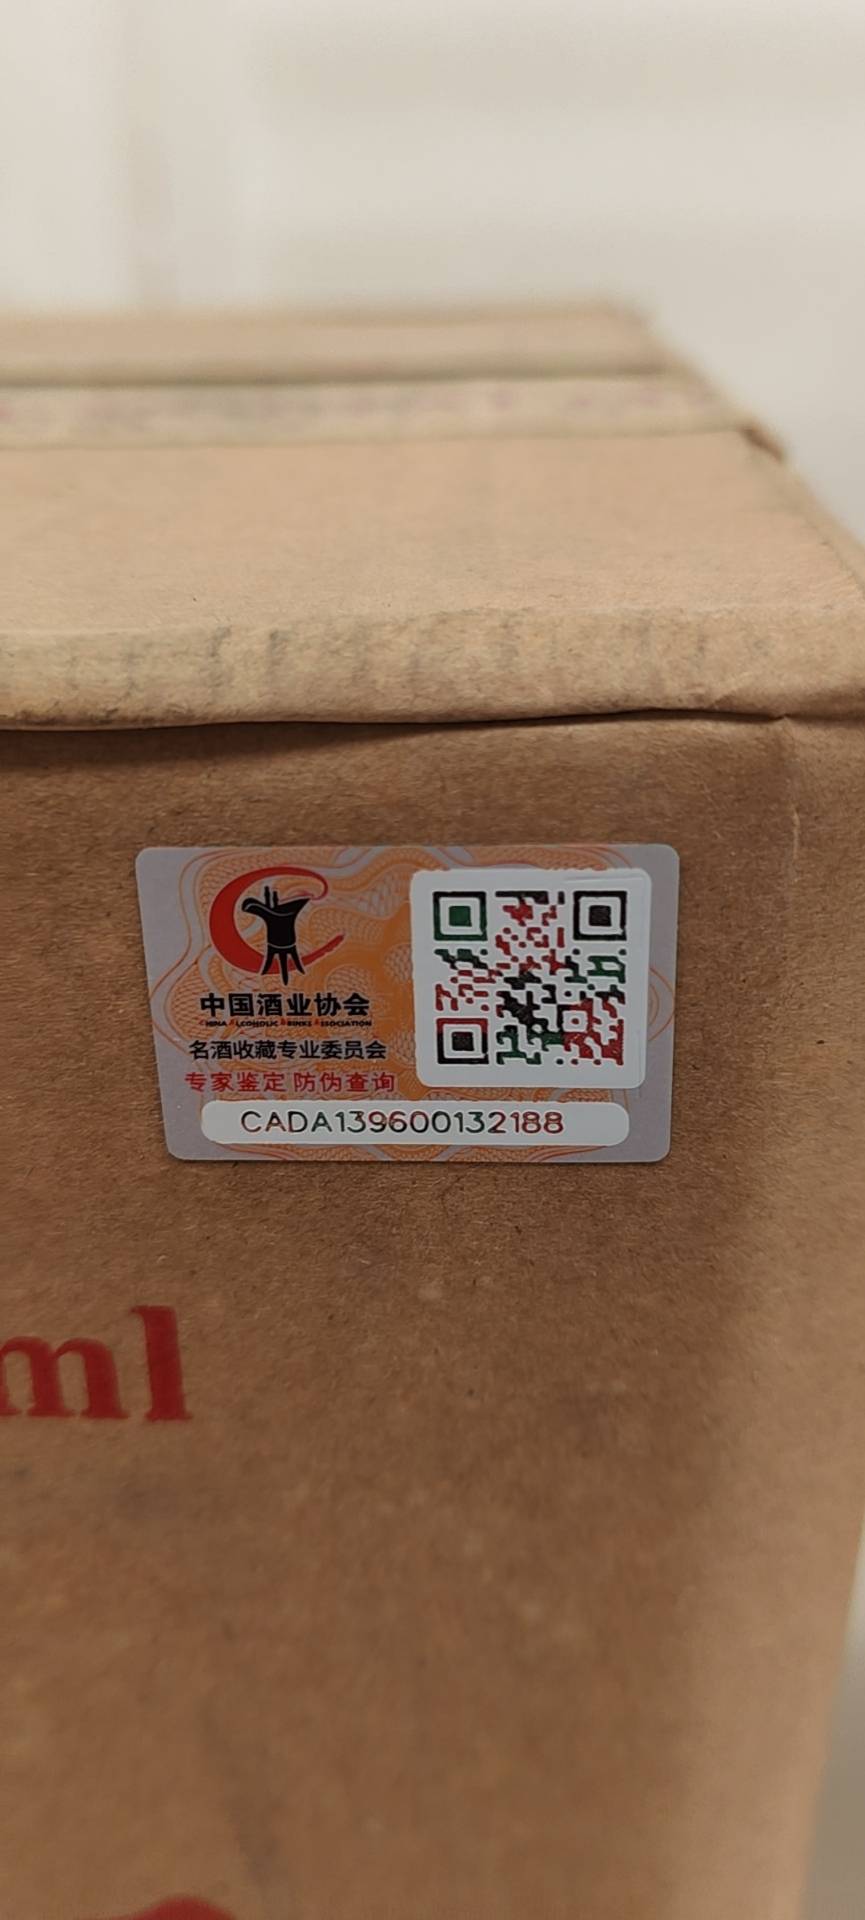 中国酒业协会
CHINA ALCOHOLIC DRINKS ASSOCIATION
名酒收藏专业委员会
专家鉴定 防伪查询
CADA139600132188
ml